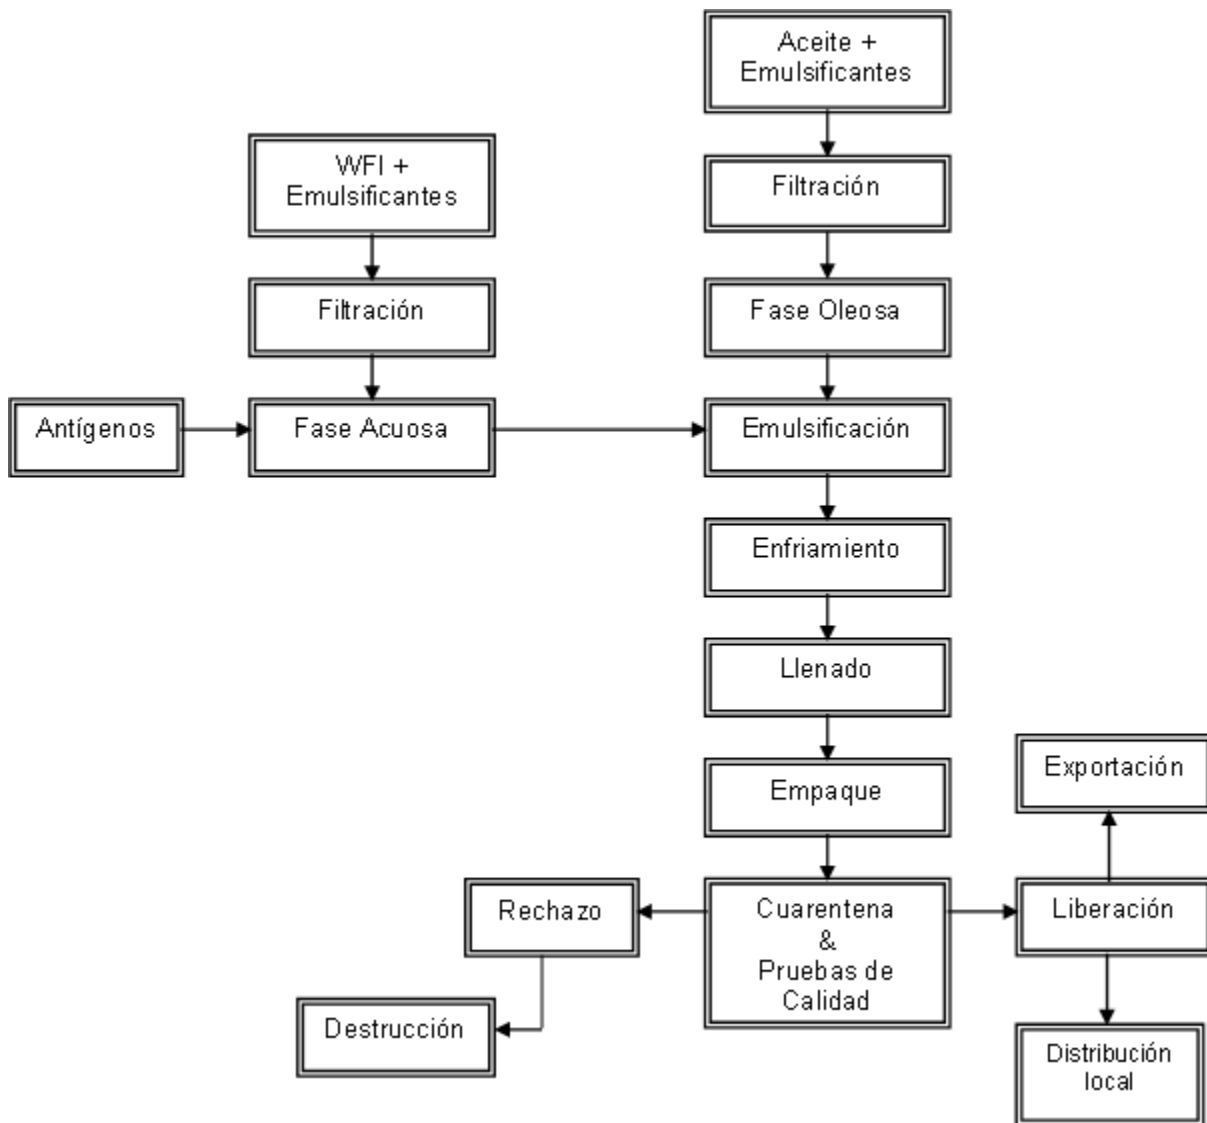 Aceite +
Emulsificantes
WFI +
Emulsificantes
Filtración
Filtración
Fase Oleosa
Antígenos
Fase Acuosa
Emulsificación
Enfriamiento
Llenado
Empaque
Exportación
Rechazo
Cuarentena
&
Pruebas de
Calidad
Liberación
Destrucción
Distribución
local